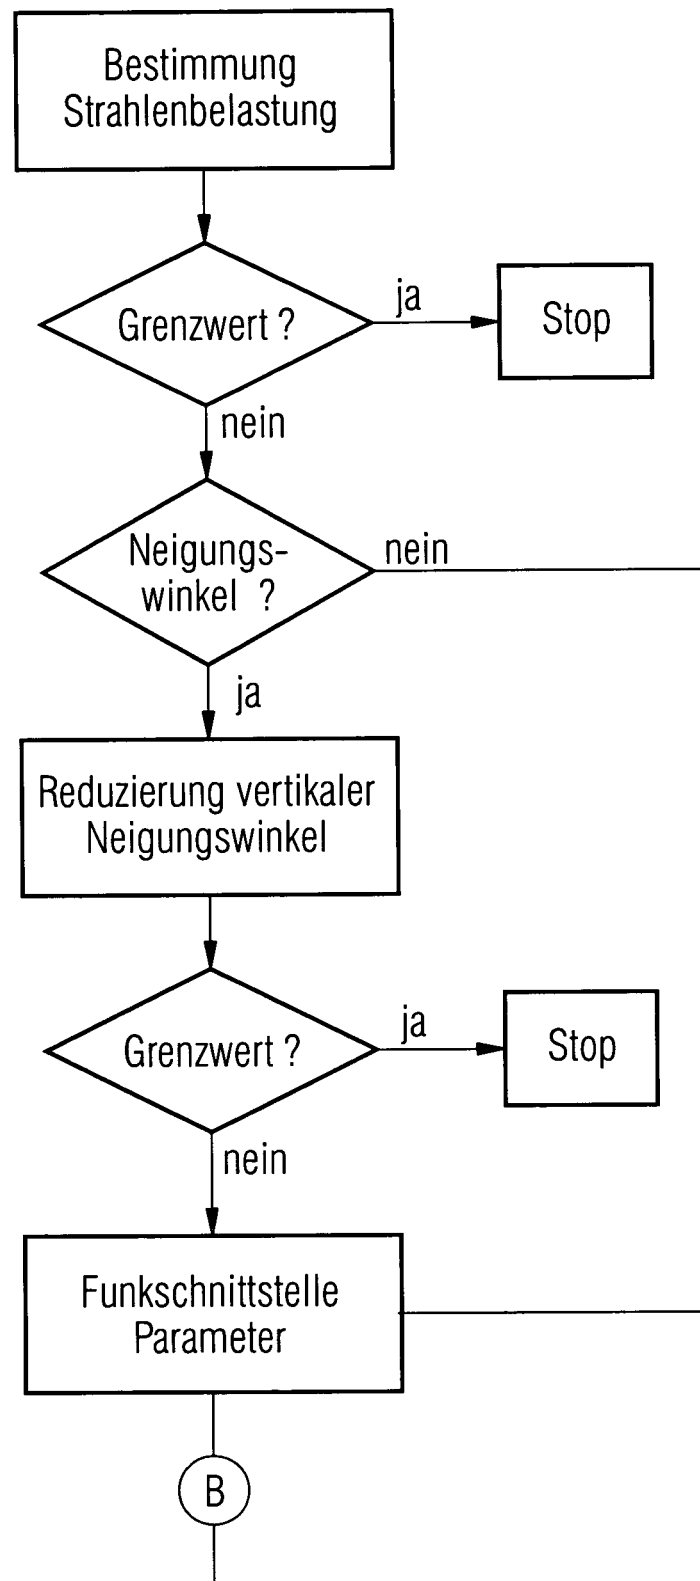 Bestimmung
Strahlenbelastung
Grenzwert ?
ja
Stop
nein
Neigungs-
winkel ?
nein
ja
Reduzierung vertikaler
Neigungswinkel
Grenzwert ?
ja
Stop
nein
Funkschnittstelle
Parameter
B